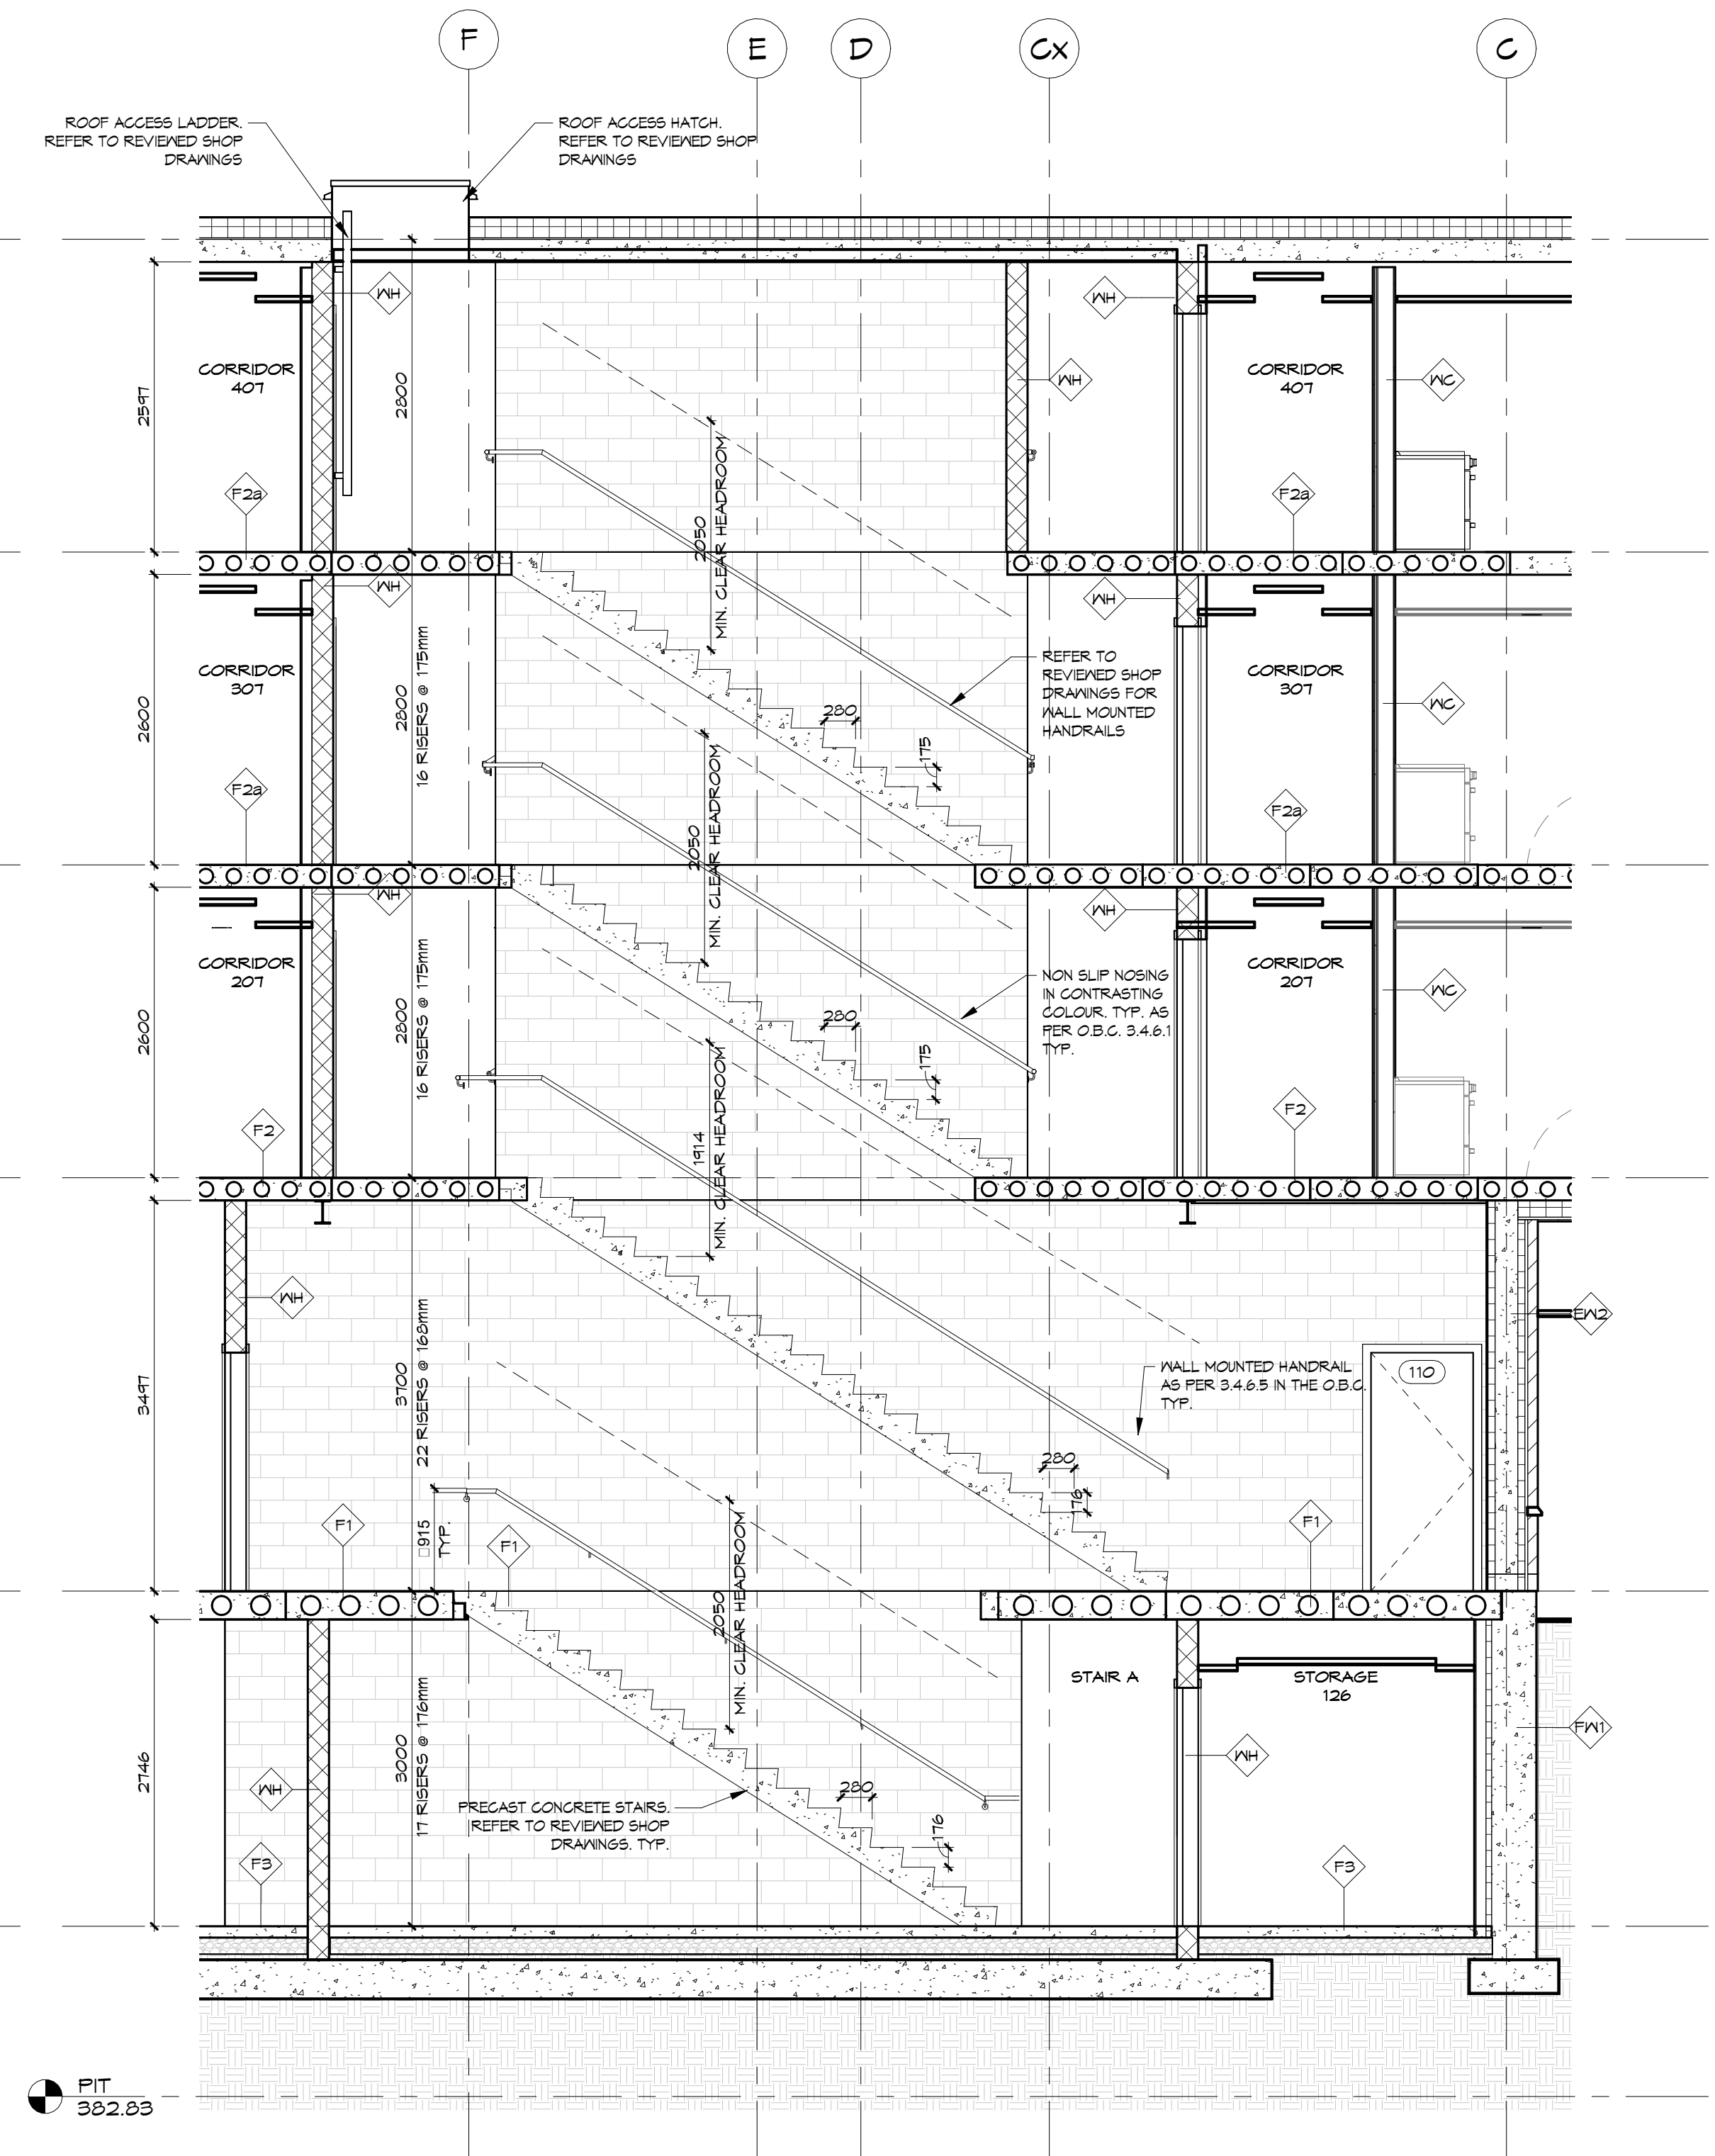 F
E
D
Cx
C
ROOF ACCESS LADDER.
REFER TO REVIEWED SHOP
DRAWINGS
ROOF ACCESS HATCH.
REFER TO REVIEWED SHOP
DRAWINGS
WH
WH
CORRIDOR
407
2597
2800
WH
CORRIDOR
407
WC
F2a
2050
MIN. CLEAR HEADROOM
F2a
WH
WH
CORRIDOR
307
2600
2800
16 RISERS @ 175mm
REFER TO
REVIEWED SHOP
DRAWINGS FOR
WALL MOUNTED
HANDRAILS
CORRIDOR
307
WC
280
175
F2a
2050
MIN. CLEAR HEADROOM
F2a
WH
WH
CORRIDOR
207
2600
2800
16 RISERS @ 175mm
NON SLIP NOSING
IN CONTRASTING
COLOUR. TYP. AS
PER O.B.C. 3.4.6.1
TYP.
CORRIDOR
207
WC
280
175
F2
1914
MIN. CLEAR HEADROOM
F2
WH
EW2
3497
3700
22 RISERS @ 168mm
WALL MOUNTED HANDRAIL
AS PER 3.4.6.5 IN THE O.B.C.
TYP.
110
280
176
F1
□915
TYP.
F1
F1
2050
MIN. CLEAR HEADROOM
STAIR A
STORAGE
126
FW1
WH
2746
WH
3000
17 RISERS @ 176mm
280
PRECAST CONCRETE STAIRS.
REFER TO REVIEWED SHOP
DRAWINGS. TYP.
176
F3
F3
PIT
382.83